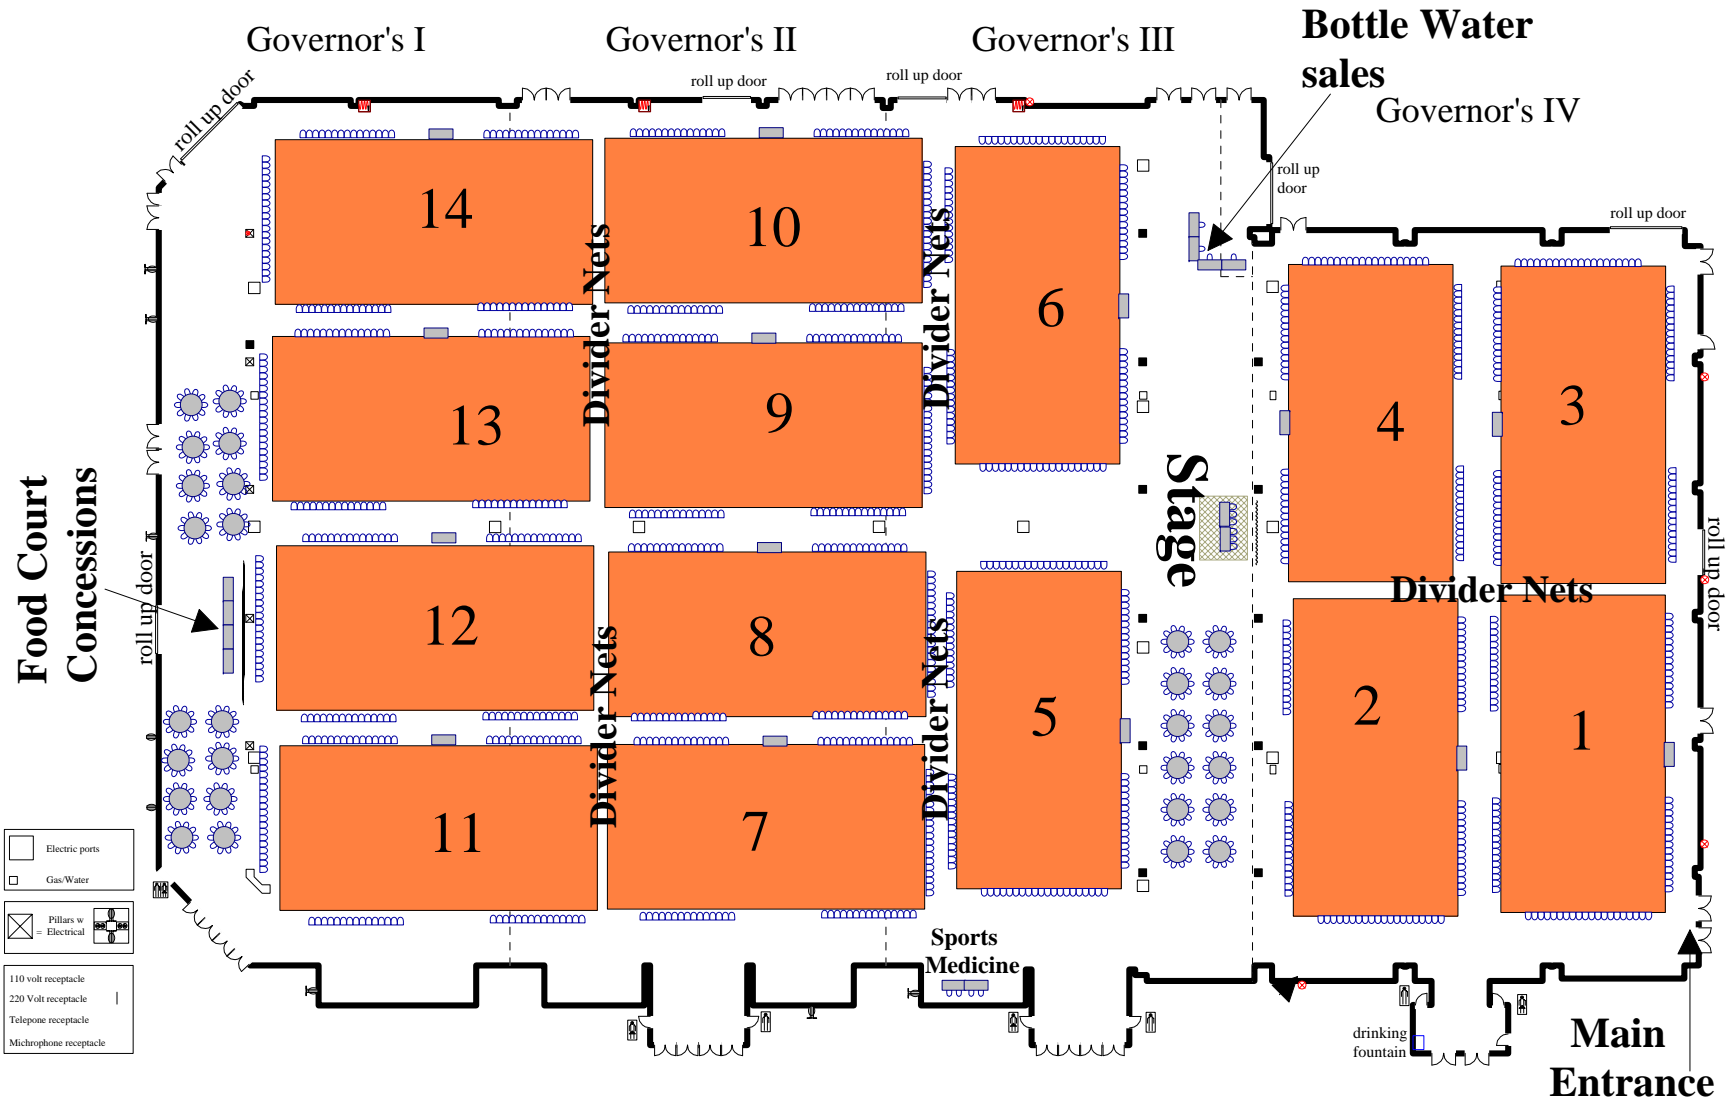 Governor's I
Governor's II
Governor's III
Bottle Water
sales
Governor's IV
roll up door
roll up door
roll up door
roll up
door
roll up door
14
10
6
13
9
4
3
Divider Nets
Divider Nets
Stage
Food Court
Concessions
roll up door
12
8
5
2
1
Divider Nets
roll up door
11
7
Divider Nets
Divider Nets
Electric ports
Gas/Water
Pillars w
= Electrical
110 volt receptacle
220 Volt receptacle
Telepone receptacle
Michrophone receptacle
Sports
Medicine
drinking
fountain
Main
Entrance